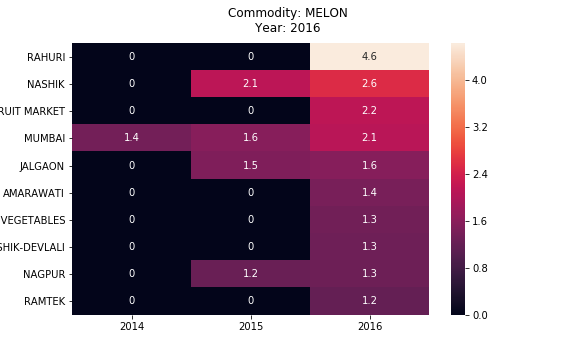 Commodity: MELON
Year: 2016
RAHURI 0 0 4.6
NASHIK 0 2.1 2.6
RUIT MARKET 0 0 2.2
MUMBAI 1.4 1.6 2.1
JALGAON 0 1.5 1.6
AMARAWATI 0 0 1.4
VEGETABLES 0 0 1.3
SHIK-DEVLALI 0 0 1.3
NAGPUR 0 1.2 1.3
RAMTEK 0 0 1.2
2014 2015 2016
4.0
3.2
2.4
1.6
0.8
0.0